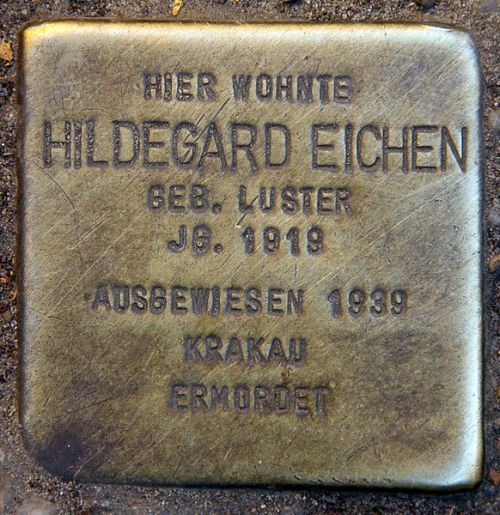 HIER WOHNTE
HILDEGARD EICHEN
GEB. LUSTER
JG. 1919
AUSGEWIESEN 1939
KRAKAU
ERMORDET